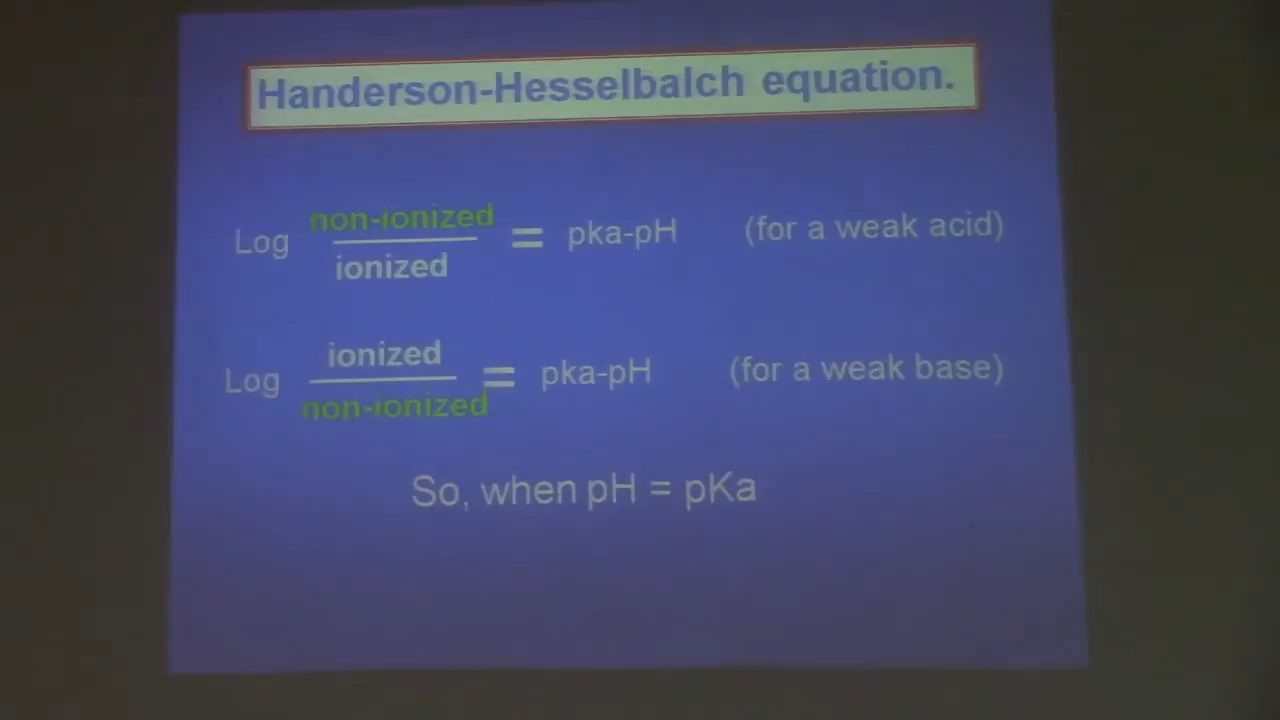 Handerson-Hesselbalch equation.
Log non-ionized / ionized = pka-pH (for a weak acid)
Log ionized / non-ionized = pka-pH (for a weak base)
So, when pH = pKa